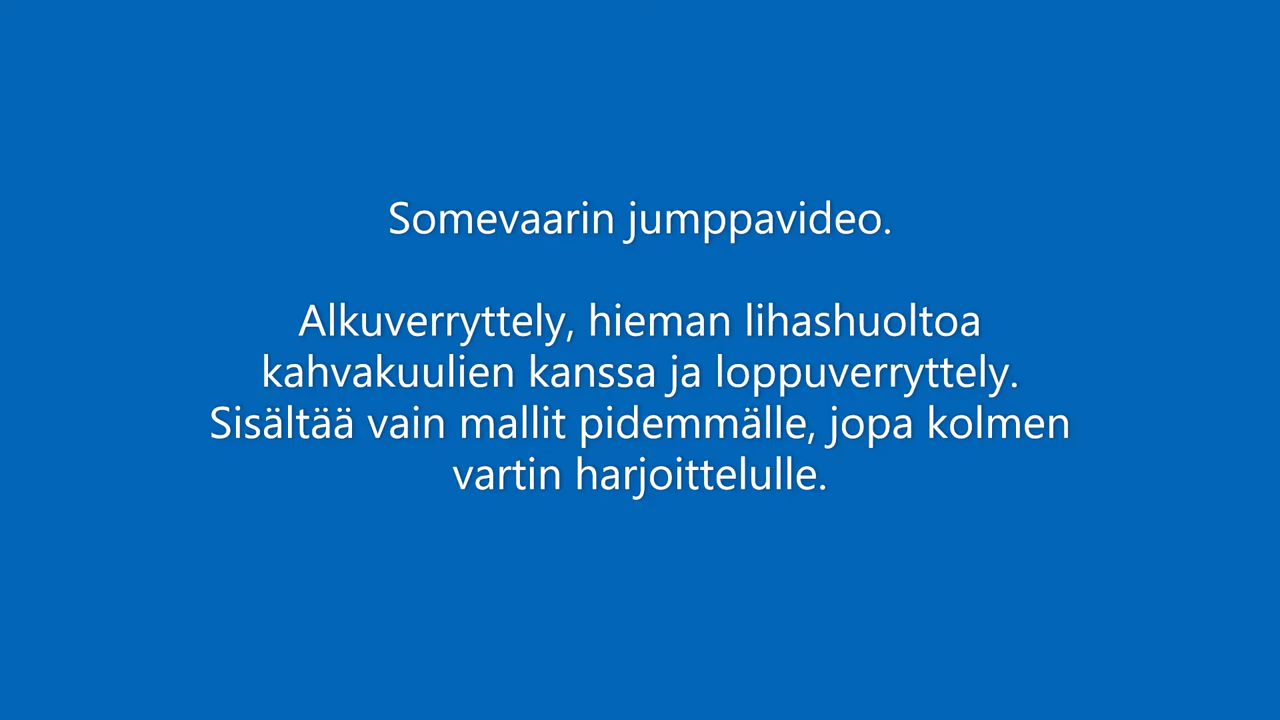 Somevaarin jumppavideo.
Alkuverryttely, hieman lihashuoltoa
kahvakuulien kanssa ja loppuverryttely.
Sisältää vain mallit pidemmälle, jopa kolmen
vartin harjoittelulle.